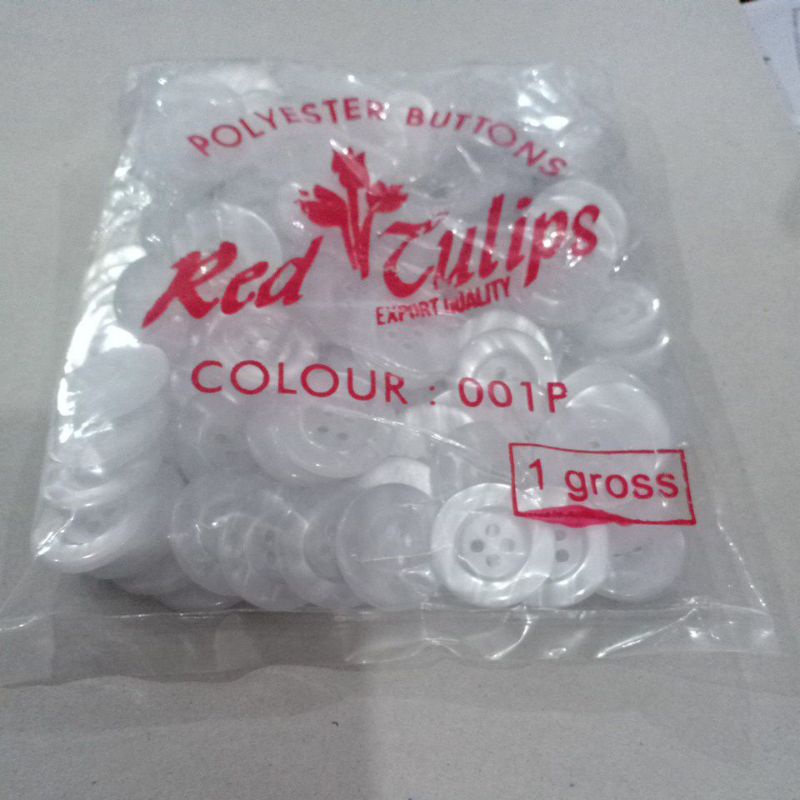 POLYESTER BUTTONS
Red Tulips
EXPORT QUALITY
COLOUR : 001P
1 gross